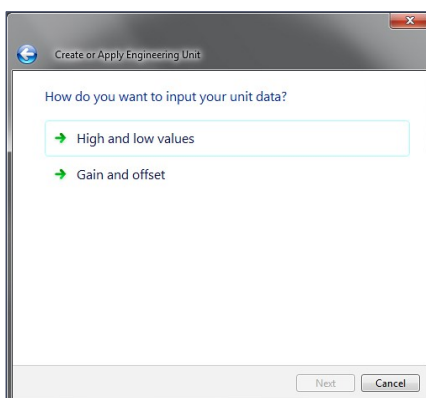 Create or Apply Engineering Unit
How do you want to input your unit data?
High and low values
Gain and offset
Next
Cancel